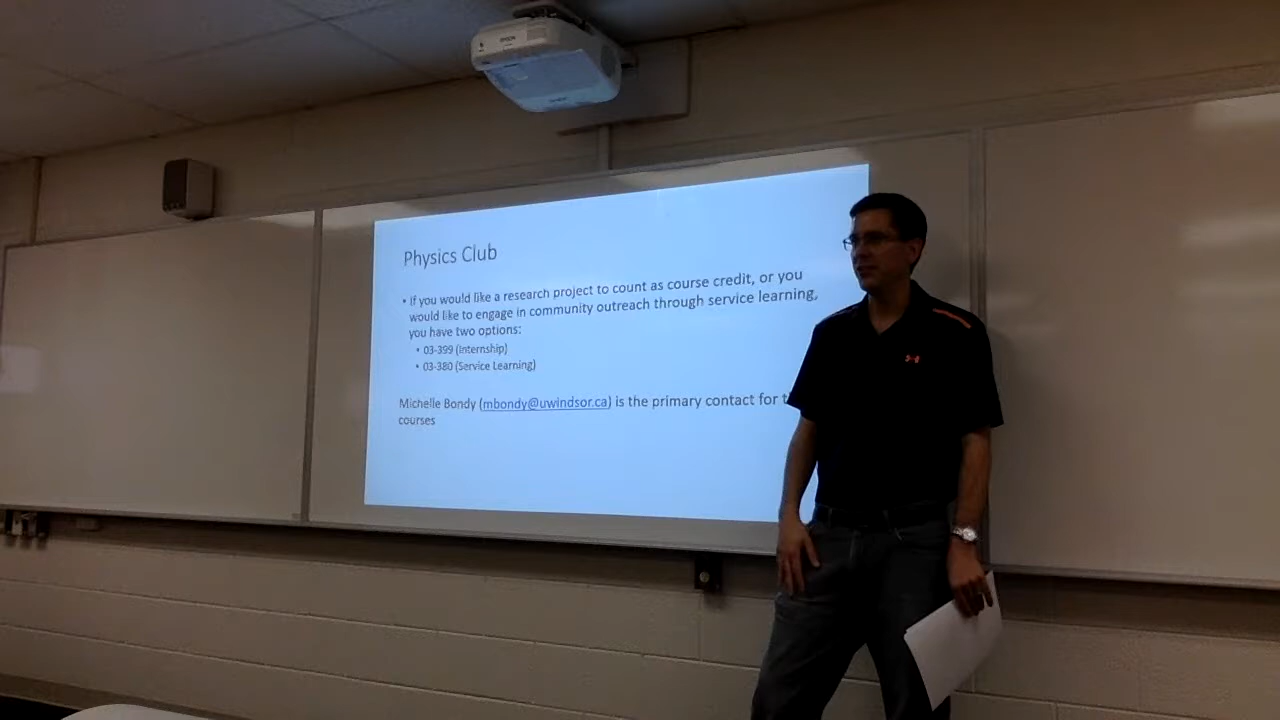 EPSON
Physics Club
• If you would like a research project to count as course credit, or you
would like to engage in community outreach through service learning,
you have two options:
• 03-399 (Internship)
• 03-380 (Service Learning)
Michelle Bondy (mbondy@uwindsor.ca) is the primary contact for
courses